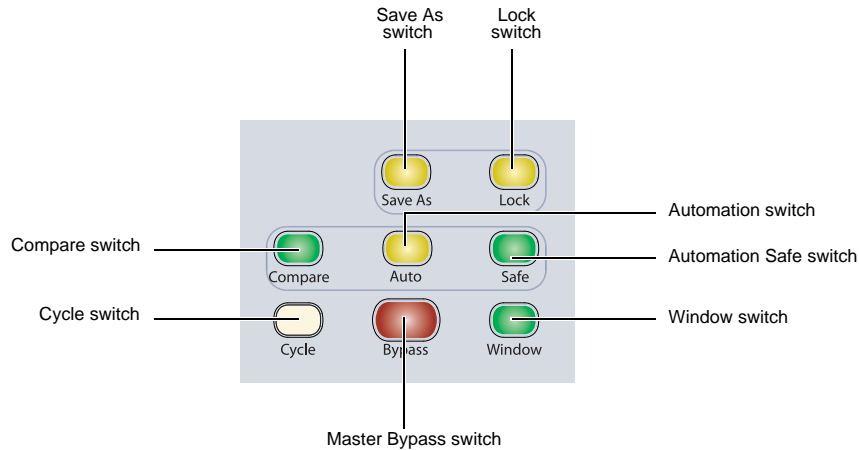 Save As
switch
Lock
switch
Save As
Lock
Automation switch
Compare switch
Automation Safe switch
Compare
Auto
Safe
Cycle switch
Window switch
Cycle
Bypass
Window
Master Bypass switch